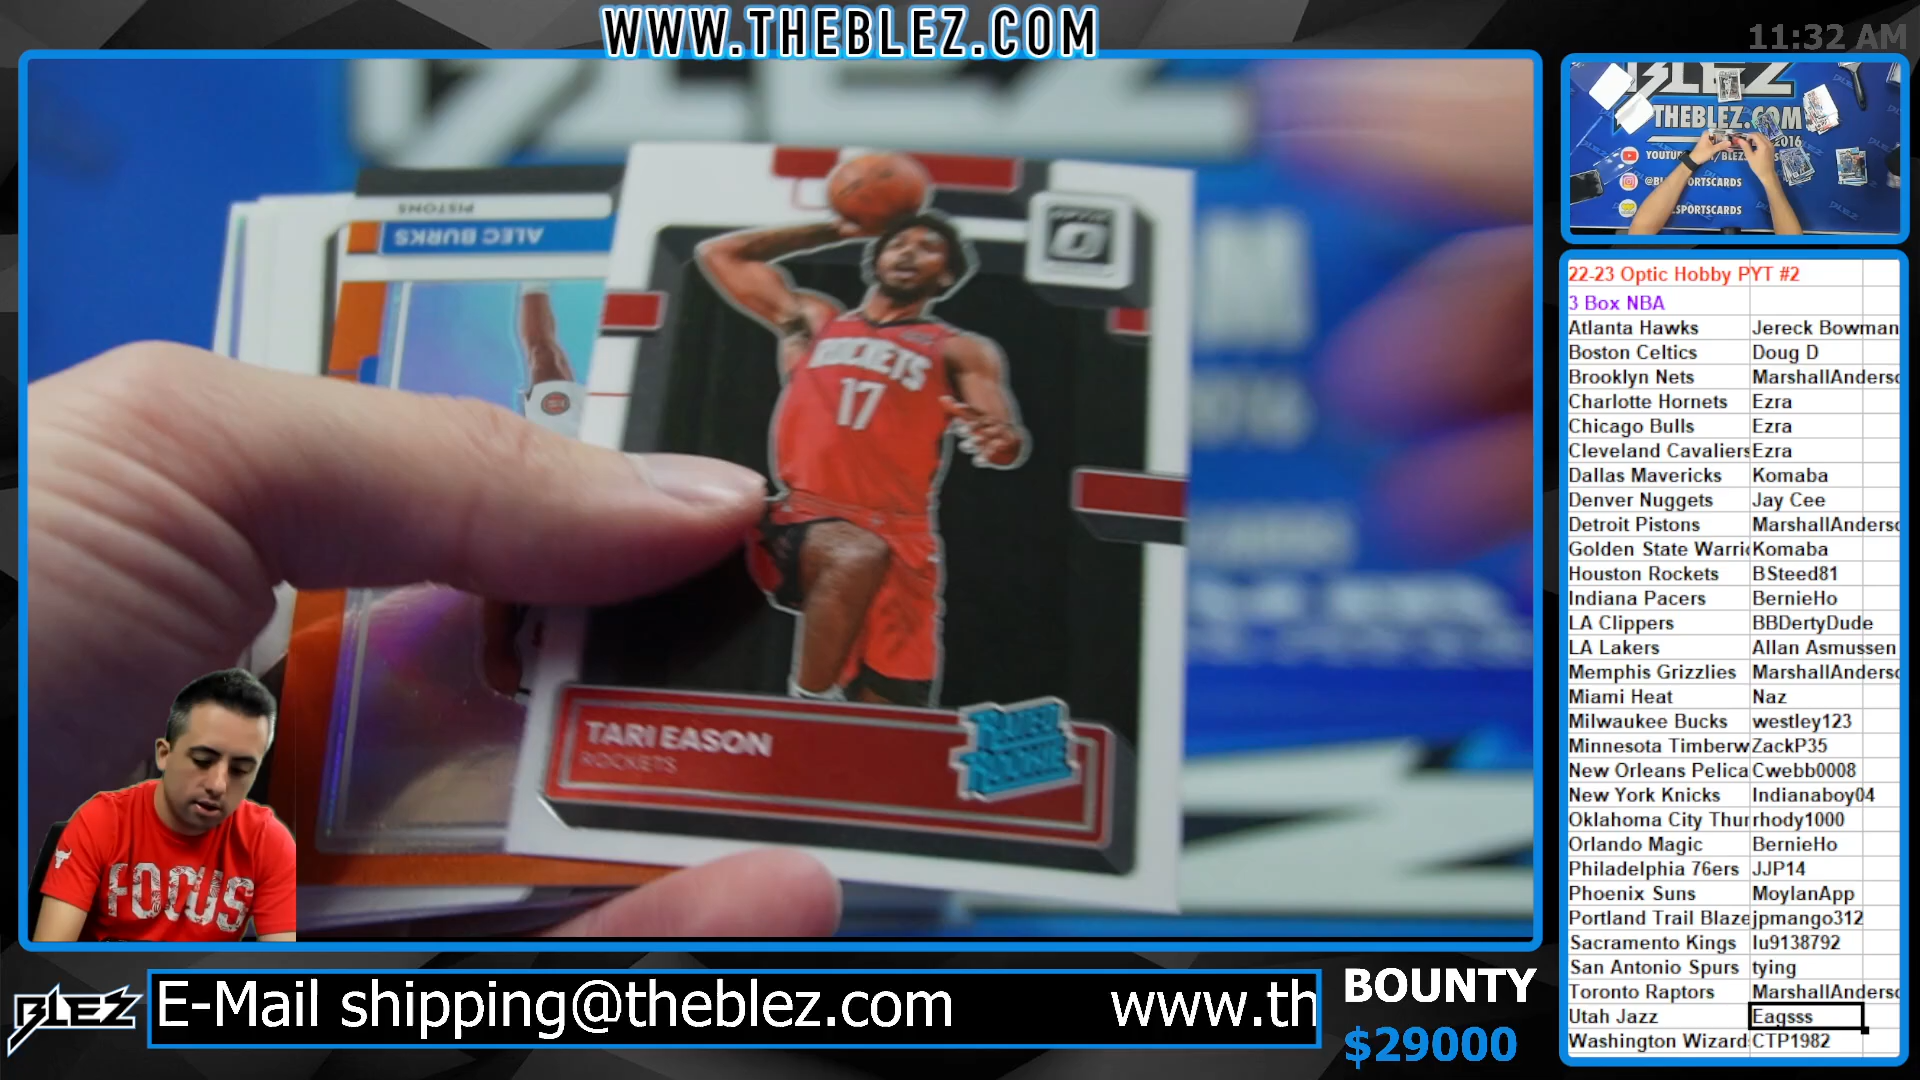 WWW.THEBLEZ.COM
11:32 AM
PISTONS
ALEC BURKS
ROCKETS
17
TARI EASON
ROCKETS
RATED ROOKIE
FOCUS
THEBLEZ.COM
22-23 Optic Hobby PYT #2
3 Box NBA
Atlanta Hawks Jereck Bowman
Boston Celtics Doug D
Brooklyn Nets MarshallAnderso
Charlotte Hornets Ezra
Chicago Bulls Ezra
Cleveland Cavaliers Ezra
Dallas Mavericks Komaba
Denver Nuggets Jay Cee
Detroit Pistons MarshallAnderso
Golden State Warri Komaba
Houston Rockets BSteed81
Indiana Pacers BernieHo
LA Clippers BBDertyDude
LA Lakers Allan Asmussen
Memphis Grizzlies MarshallAnderso
Miami Heat Naz
Milwaukee Bucks westley123
Minnesota Timberw ZackP35
New Orleans Pelica Cwebb0008
New York Knicks Indianaboy04
Oklahoma City Thur rhody1000
Orlando Magic BernieHo
Philadelphia 76ers JJP14
Phoenix Suns MoylanApp
Portland Trail Blaze jpmango312
Sacramento Kings lu9138792
San Antonio Spurs tying
Toronto Raptors MarshallAnderso
Utah Jazz Eagsss
Washington Wizard CTP1982
BLEZ
E-Mail shipping@theblez.com www.th
BOUNTY
$29000